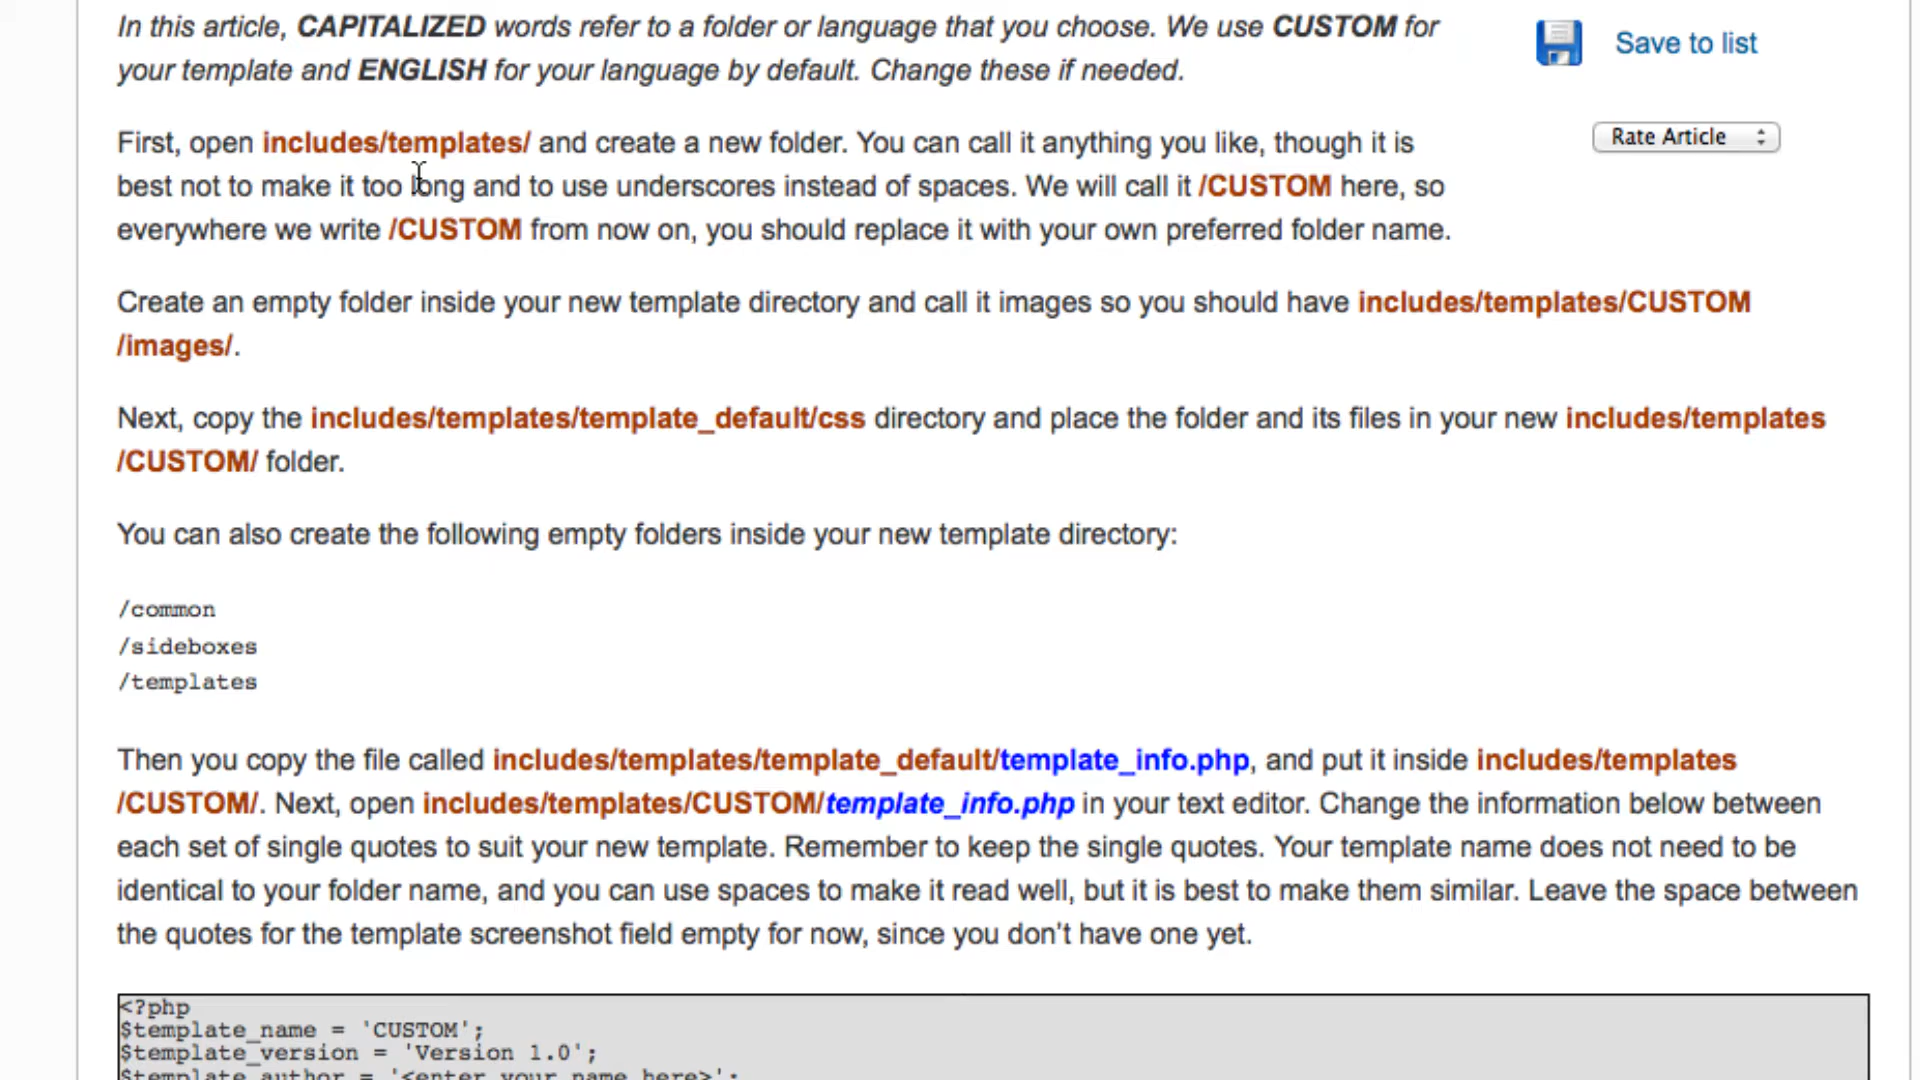 In this article, CAPITALIZED words refer to a folder or language that you choose. We use CUSTOM for
your template and ENGLISH for your language by default. Change these if needed.
Save to list
Rate Article
First, open includes/templates/ and create a new folder. You can call it anything you like, though it is
best not to make it too long and to use underscores instead of spaces. We will call it /CUSTOM here, so
everywhere we write /CUSTOM from now on, you should replace it with your own preferred folder name.
Create an empty folder inside your new template directory and call it images so you should have includes/templates/CUSTOM
/images/.
Next, copy the includes/templates/template_default/css directory and place the folder and its files in your new includes/templates
/CUSTOM/ folder.
You can also create the following empty folders inside your new template directory:
/common
/sideboxes
/templates
Then you copy the file called includes/templates/template_default/template_info.php, and put it inside includes/templates
/CUSTOM/. Next, open includes/templates/CUSTOM/template_info.php in your text editor. Change the information below between
each set of single quotes to suit your new template. Remember to keep the single quotes. Your template name does not need to be
identical to your folder name, and you can use spaces to make it read well, but it is best to make them similar. Leave the space between
the quotes for the template screenshot field empty for now, since you don't have one yet.
<?php
$template_name = 'CUSTOM';
$template_version = 'Version 1.0';
$template_author = '<enter your name here>';